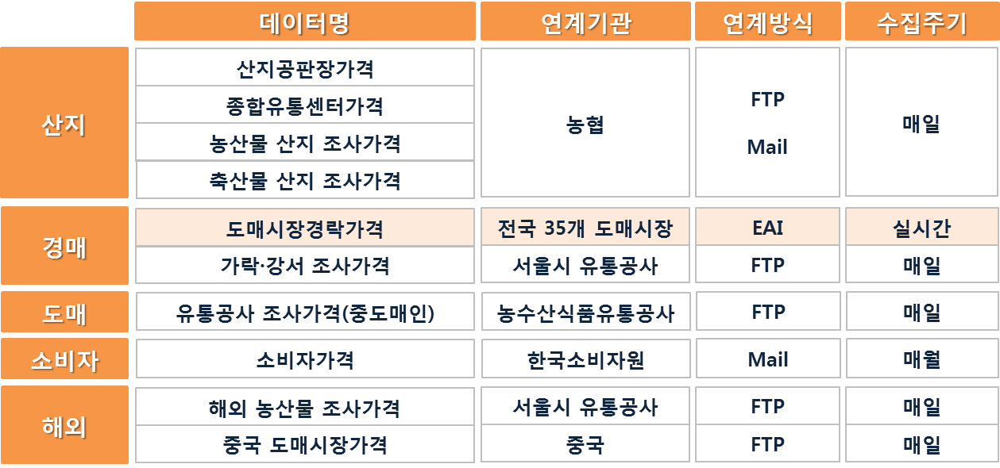 데이터명 연계기관 연계방식 수집주기
산지
산지공판장가격
종합유통센터가격
농산물 산지 조사가격
축산물 산지 조사가격
농협
FTP
Mail
매일
경매
도매시장경락가격 전국 35개 도매시장 EAI 실시간
가락·강서 조사가격 서울시 유통공사 FTP 매일
도매 유통공사 조사가격(중도매인) 농수산식품유통공사 FTP 매일
소비자 소비자가격 한국소비자원 Mail 매월
해외
해외 농산물 조사가격 서울시 유통공사 FTP 매일
중국 도매시장가격 중국 FTP 매일